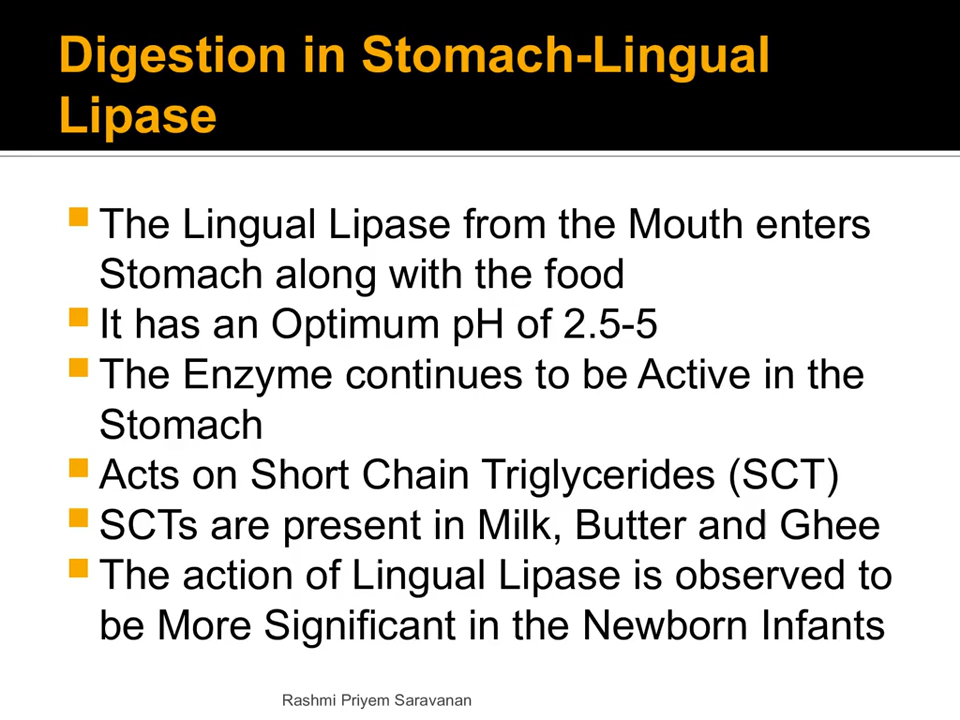 Digestion in Stomach-Lingual
Lipase
The Lingual Lipase from the Mouth enters
Stomach along with the food
It has an Optimum pH of 2.5-5
The Enzyme continues to be Active in the
Stomach
Acts on Short Chain Triglycerides (SCT)
SCTs are present in Milk, Butter and Ghee
The action of Lingual Lipase is observed to
be More Significant in the Newborn Infants
Rashmi Priyem Saravanan